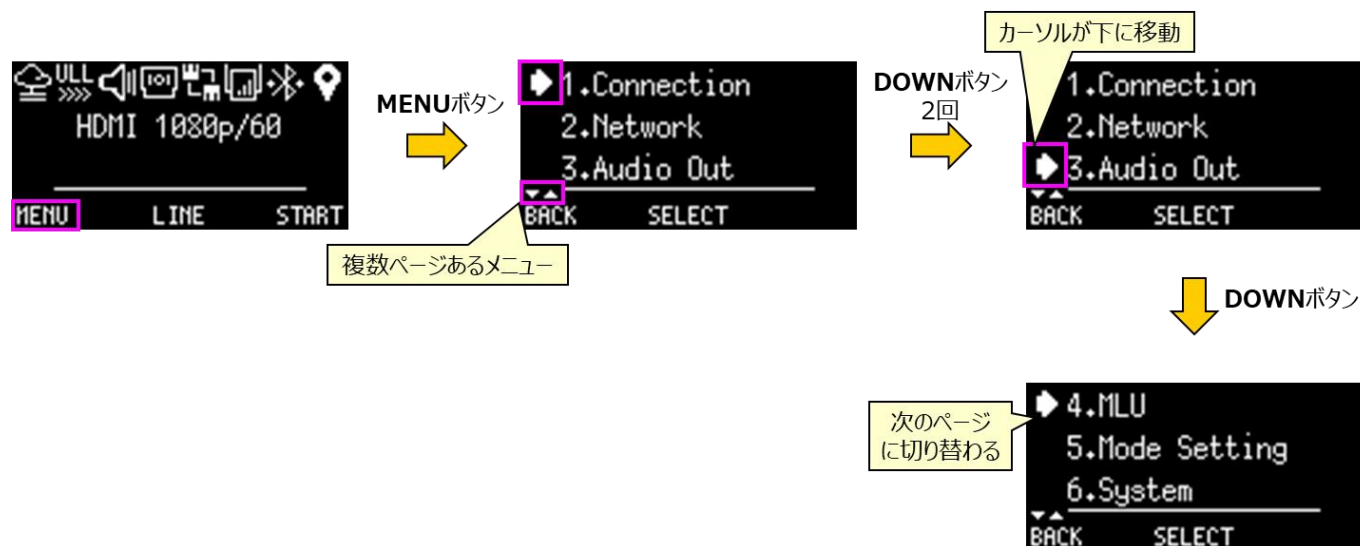 カーソルが下に移動
ULL
HDMI 1080p/60
MENU LINE START
MENUボタン
1.Connection
2.Network
3.Audio Out
BACK SELECT
複数ページあるメニュー
DOWNボタン
2回
1.Connection
2.Network
3.Audio Out
BACK SELECT
DOWNボタン
次のページ
に切り替わる
4.MLU
5.Mode Setting
6.System
BACK SELECT